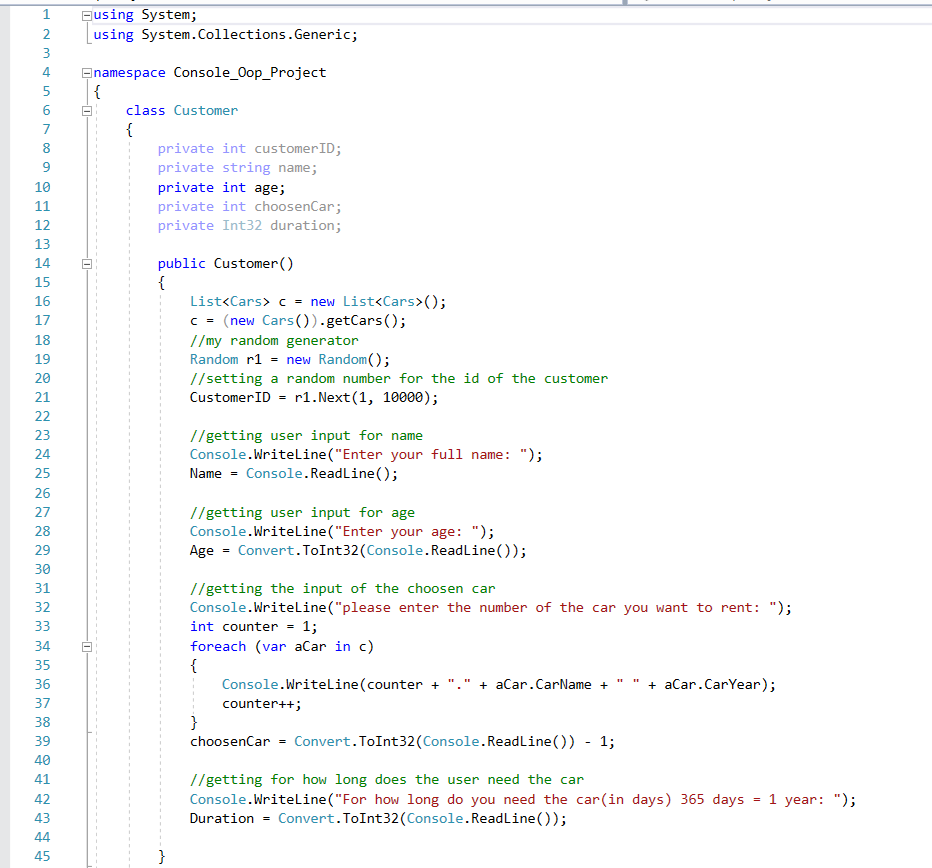 1 using System;
2 using System.Collections.Generic;
3
4 namespace Console_Oop_Project
5 {
6 class Customer
7 {
8 private int customerID;
9 private string name;
10 private int age;
11 private int choosenCar;
12 private Int32 duration;
13
14 public Customer()
15 {
16 List<Cars> c = new List<Cars>();
17 c = (new Cars()).getCars();
18 //my random generator
19 Random r1 = new Random();
20 //setting a random number for the id of the customer
21 CustomerID = r1.Next(1, 10000);
22
23 //getting user input for name
24 Console.WriteLine("Enter your full name: ");
25 Name = Console.ReadLine();
26
27 //getting user input for age
28 Console.WriteLine("Enter your age: ");
29 Age = Convert.ToInt32(Console.ReadLine());
30
31 //getting the input of the choosen car
32 Console.WriteLine("please enter the number of the car you want to rent: ");
33 int counter = 1;
34 foreach (var aCar in c)
35 {
36 Console.WriteLine(counter + "." + aCar.CarName + " " + aCar.CarYear);
37 counter++;
38 }
39 choosenCar = Convert.ToInt32(Console.ReadLine()) - 1;
40
41 //getting for how long does the user need the car
42 Console.WriteLine("For how long do you need the car(in days) 365 days = 1 year: ");
43 Duration = Convert.ToInt32(Console.ReadLine());
44
45 }